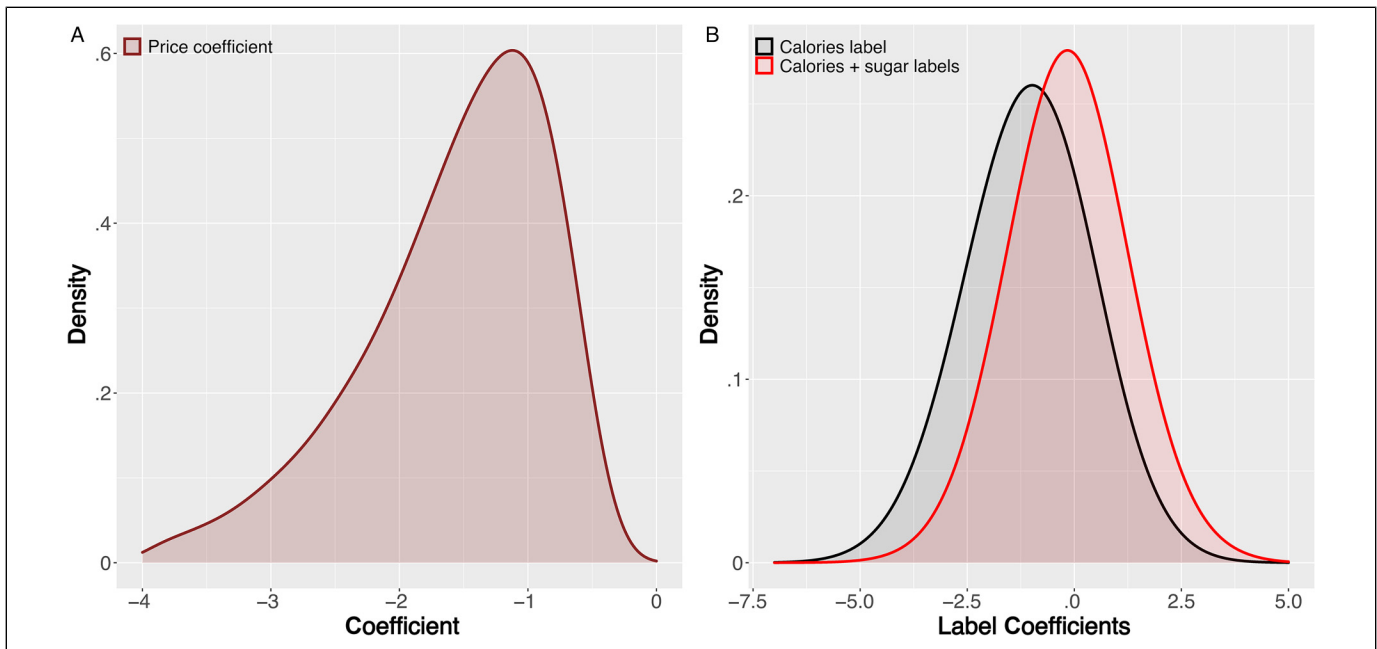 A
Price coefficient
.6
.4
.2
0
Density
−4 −3 −2 −1 0
Coefficient
B
Calories label
Calories + sugar labels
.2
.1
0
Density
−7.5 −5.0 −2.5 .0 2.5 5.0
Label Coefficients